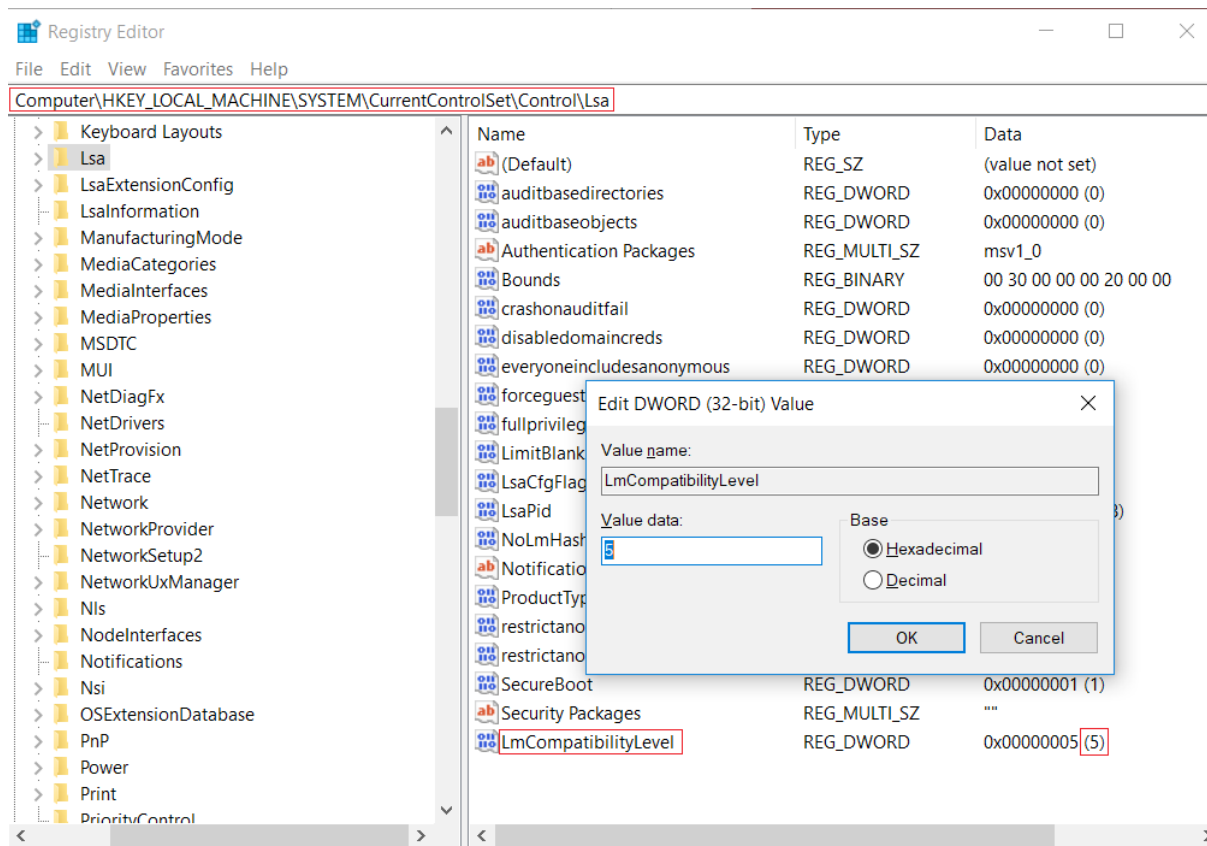 Registry Editor
File Edit View Favorites Help
Computer\HKEY_LOCAL_MACHINE\SYSTEM\CurrentControlSet\Control\Lsa
Keyboard Layouts
Lsa
LsaExtensionConfig
LsaInformation
ManufacturingMode
MediaCategories
MediaInterfaces
MediaProperties
MSDTC
MUI
NetDiagFx
NetDrivers
NetProvision
NetTrace
Network
NetworkProvider
NetworkSetup2
NetworkUxManager
Nls
NodeInterfaces
Notifications
Nsi
OSExtensionDatabase
PnP
Power
Print
PriorityControl
Name Type Data
(Default) REG_SZ (value not set)
auditbasedirectories REG_DWORD 0x00000000 (0)
auditbaseobjects REG_DWORD 0x00000000 (0)
Authentication Packages REG_MULTI_SZ msv1_0
Bounds REG_BINARY 00 30 00 00 00 20 00 00
crashonauditfail REG_DWORD 0x00000000 (0)
disabledomaincreds REG_DWORD 0x00000000 (0)
everyoneincludesanonymous REG_DWORD 0x00000000 (0)
forceguest
fullprivileg
LimitBlank
LsaCfgFlag
LsaPid
NoLmHash
Notificatio
ProductTyp
restrictano
restrictano
SecureBoot REG_DWORD 0x00000001 (1)
Security Packages REG_MULTI_SZ ""
LmCompatibilityLevel REG_DWORD 0x00000005 (5)
Edit DWORD (32-bit) Value
Value name:
LmCompatibilityLevel
Value data:
5
Base
Hexadecimal
Decimal
OK Cancel